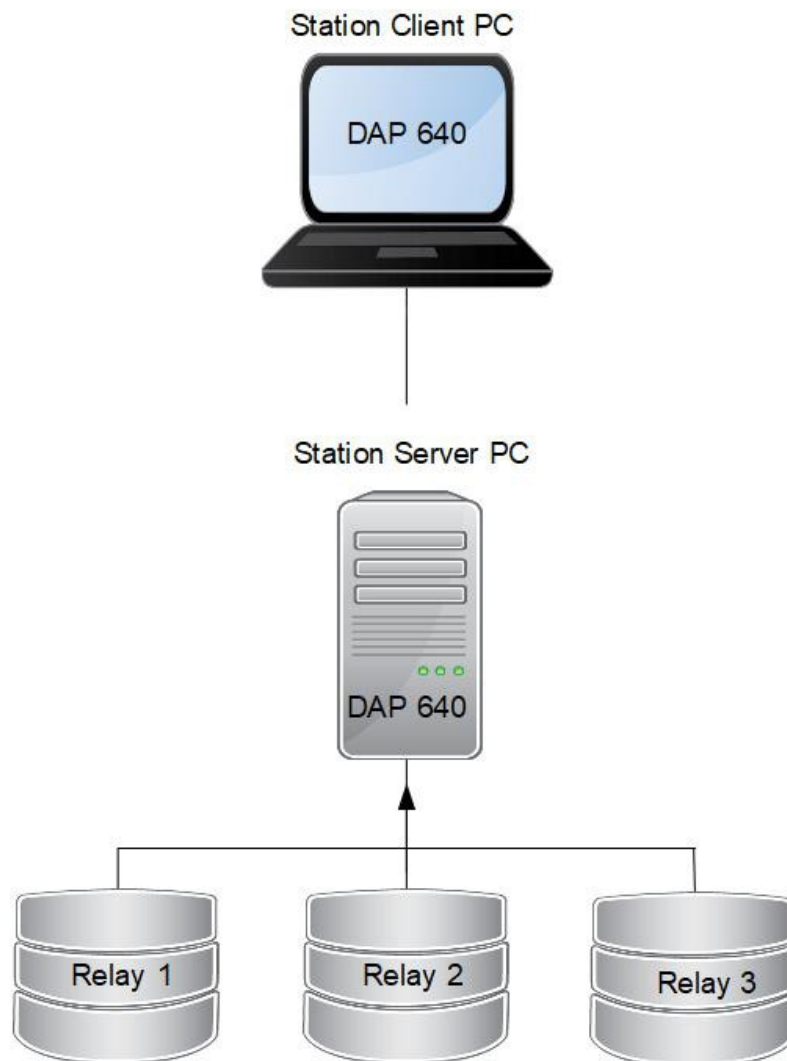 Station Client PC
DAP 640
Station Server PC
DAP 640
Relay 1
Relay 2
Relay 3